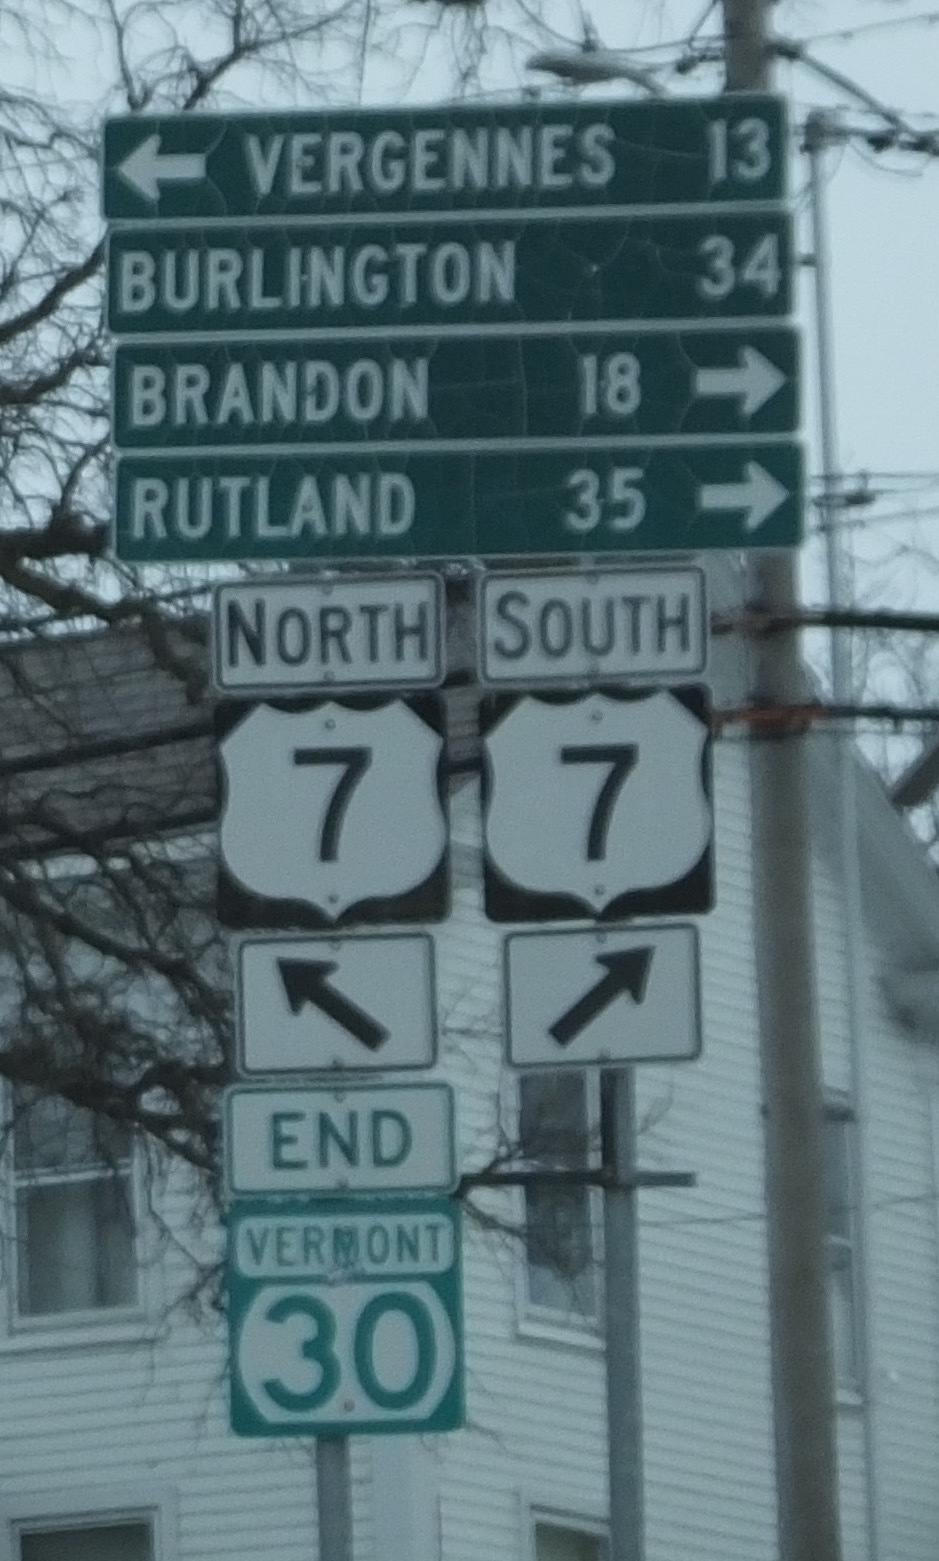 VERGENNES 13
BURLINGTON 34
BRANDON 18
RUTLAND 35
NORTH SOUTH
7 7
END
VERMONT
30